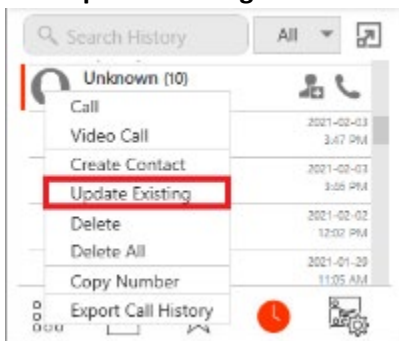 Search History
All
Unknown (10)
Call
Video Call
2021-02-03
3:47 PM
Create Contact
2021-02-03
3:46 PM
Update Existing
Delete
2021-02-02
12:02 PM
Delete All
2021-01-29
11:05 AM
Copy Number
Export Call History